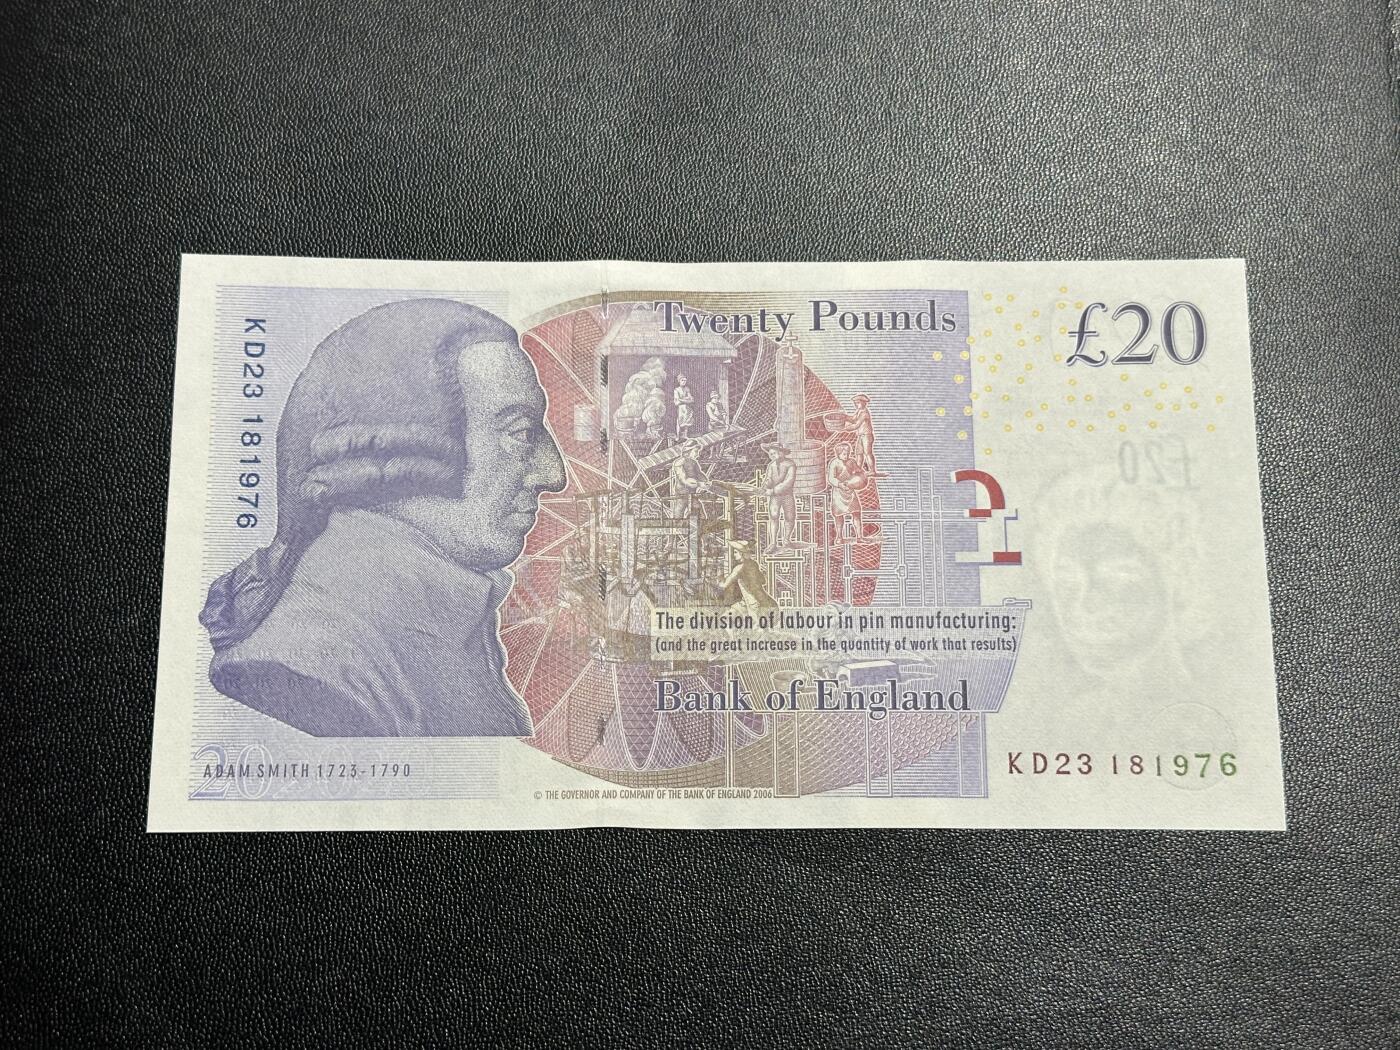 KD23 181976
Twenty Pounds
£20
£20
The division of labour in pin manufacturing:
(and the great increase in the quantity of work that results)
Bank of England
KD23 181976
20
ADAM SMITH 1723-1790
© THE GOVERNOR AND COMPANY OF THE BANK OF ENGLAND 2006